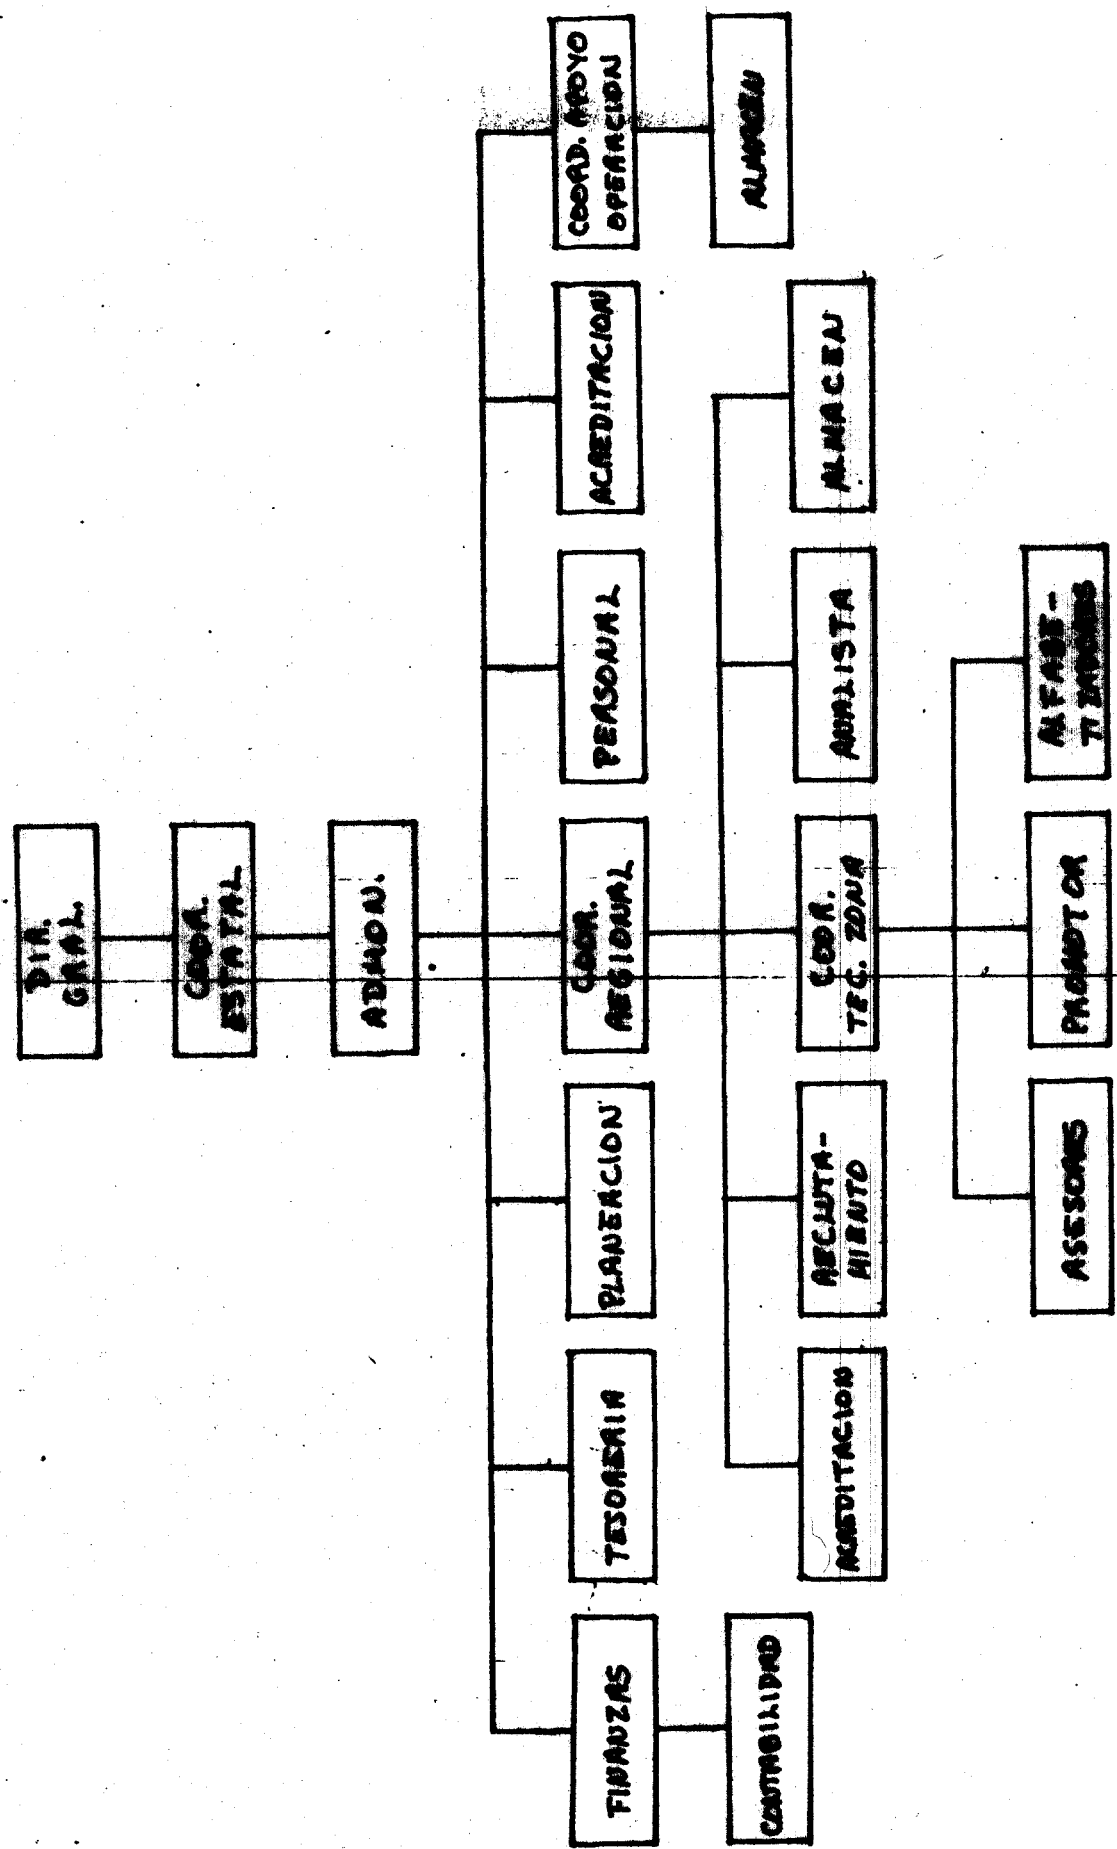 DIR.
GRAL.
COOR.
ESTATAL
ADMON.
FINANZAS
TESORERIA
PLANEACION
COOR.
REGIONAL
PERSONAL
ACREDITACION
COORD. APOYO
OPERACION
CONTABILIDAD
ALMACEN
ACREDITACION
RECLUTA-
MIENTO
COOR.
TEC. ZONA
ANALISTA
ALMACEN
ASESORES
PROMOTOR
ALFABE-
TIZADORES